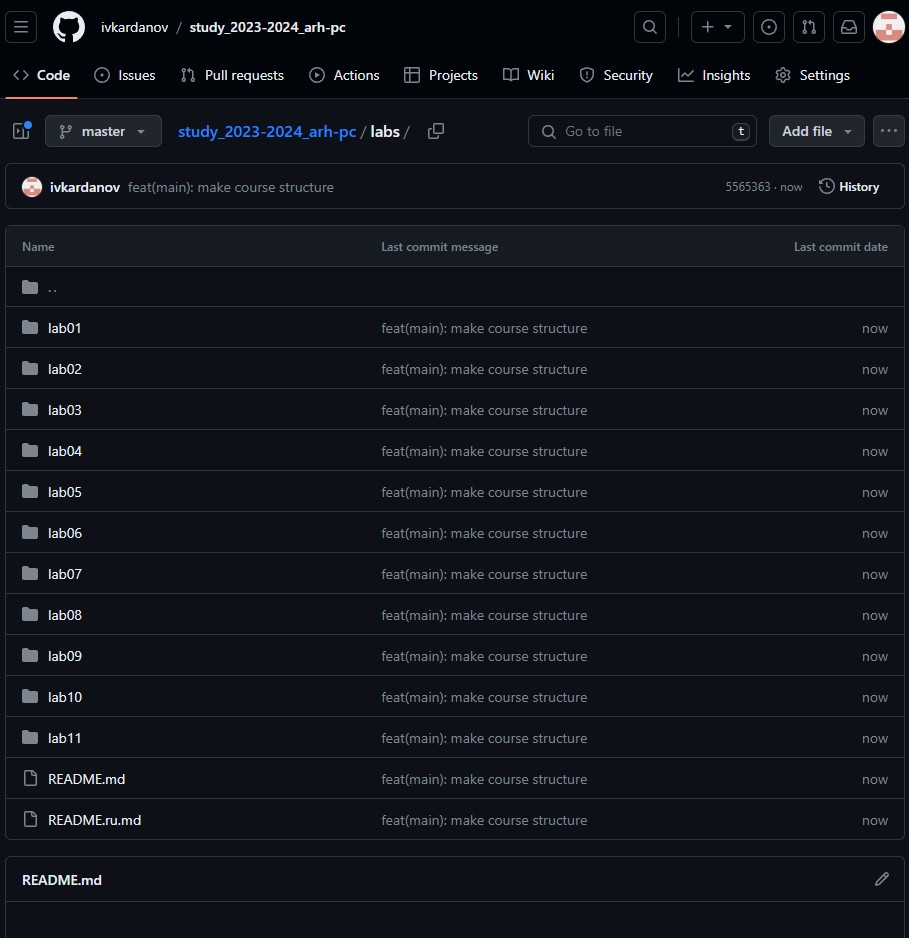 ivkardanov / study_2023-2024_arh-pc
Code Issues Pull requests Actions Projects Wiki Security Insights Settings
master study_2023-2024_arh-pc / labs / Go to file t Add file
ivkardanov feat(main): make course structure 5565363 · now History
Name Last commit message Last commit date
..
lab01 feat(main): make course structure now
lab02 feat(main): make course structure now
lab03 feat(main): make course structure now
lab04 feat(main): make course structure now
lab05 feat(main): make course structure now
lab06 feat(main): make course structure now
lab07 feat(main): make course structure now
lab08 feat(main): make course structure now
lab09 feat(main): make course structure now
lab10 feat(main): make course structure now
lab11 feat(main): make course structure now
README.md feat(main): make course structure now
README.ru.md feat(main): make course structure now
README.md